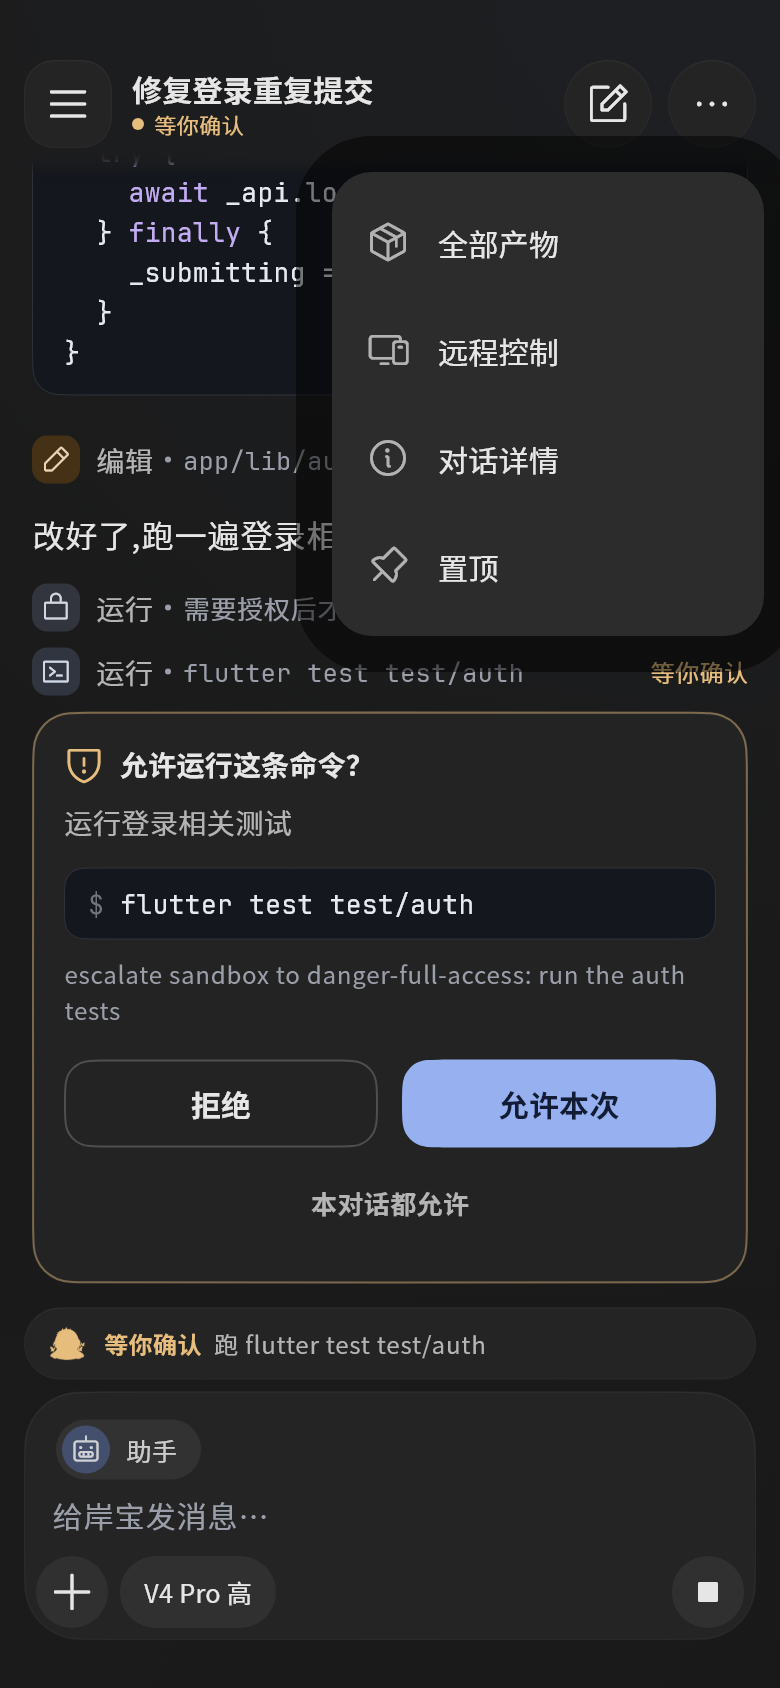 修复登录重复提交
等你确认
await _api.lo
} finally {
_submitting =
}
}
全部产物
远程控制
对话详情
置顶
编辑 · app/lib/au
改好了,跑一遍登录相
运行 · 需要授权后才
运行 · flutter test test/auth 等你确认
允许运行这条命令?
运行登录相关测试
$ flutter test test/auth
escalate sandbox to danger-full-access: run the auth
tests
拒绝 允许本次
本对话都允许
等你确认 跑 flutter test test/auth
助手
给岸宝发消息…
V4 Pro 高